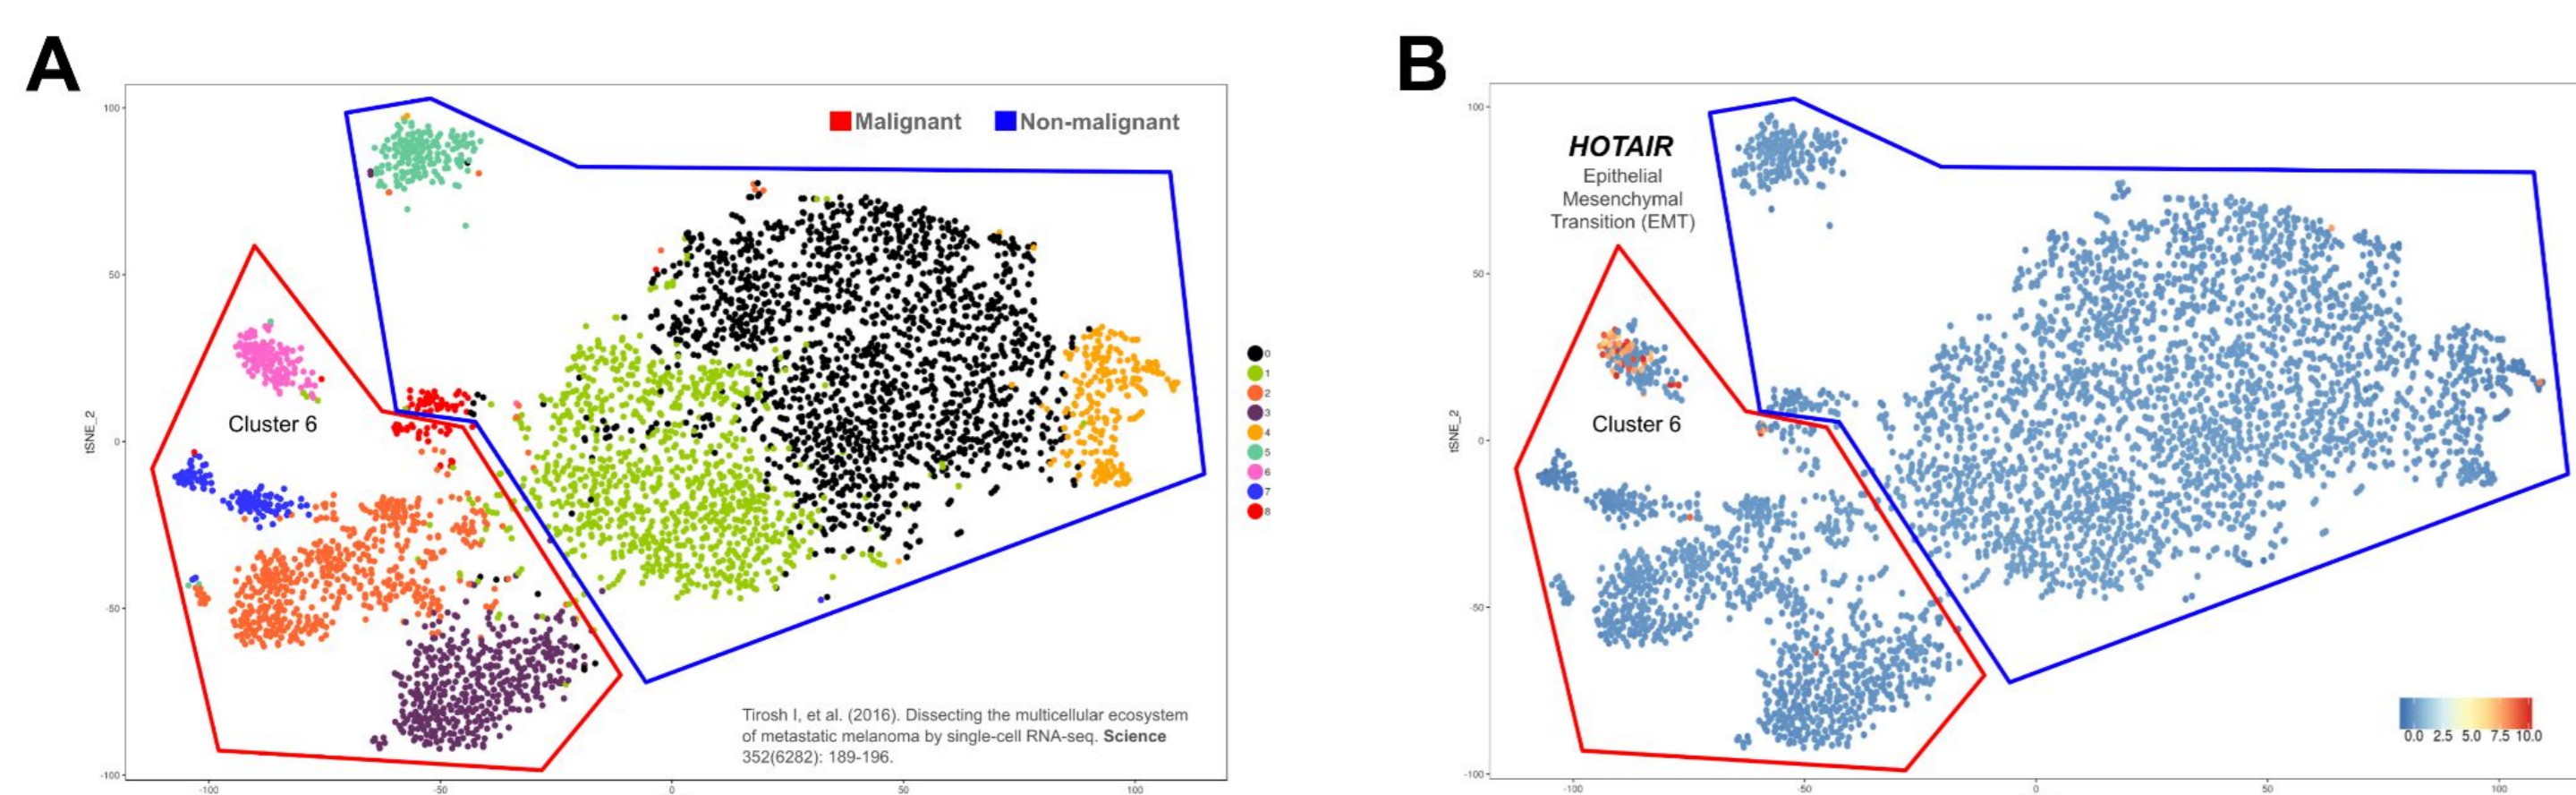 A
B
Malignant
Non-malignant
100
50
0
-50
-100
tSNE_2
Cluster 6
0
1
2
3
4
5
6
7
8
Tirosh I, et al. (2016). Dissecting the multicellular ecosystem
of metastatic melanoma by single-cell RNA-seq. Science
352(6282): 189-196.
-100
-50
0
50
100
HOTAIR
Epithelial
Mesenchymal
Transition (EMT)
100
50
0
-50
-100
tSNE_2
Cluster 6
0.0 2.5 5.0 7.5 10.0
-100
-50
0
50
100